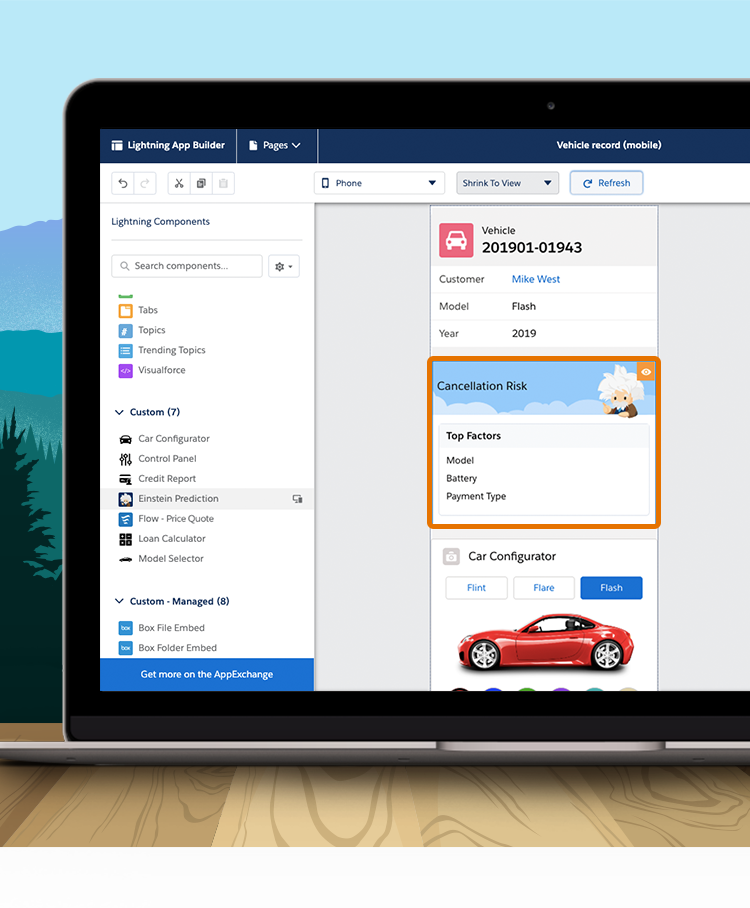 Lightning App Builder
Pages
Vehicle record (mobile)
Phone
Shrink To View
Refresh
Lightning Components
Search components...
Tabs
Topics
Trending Topics
Visualforce
Custom (7)
Car Configurator
Control Panel
Credit Report
Einstein Prediction
Flow - Price Quote
Loan Calculator
Model Selector
Custom - Managed (8)
box Box File Embed
box Box Folder Embed
Get more on the AppExchange
Vehicle
201901-01943
Customer Mike West
Model Flash
Year 2019
Cancellation Risk
Top Factors
Model
Battery
Payment Type
Car Configurator
Flint Flare Flash